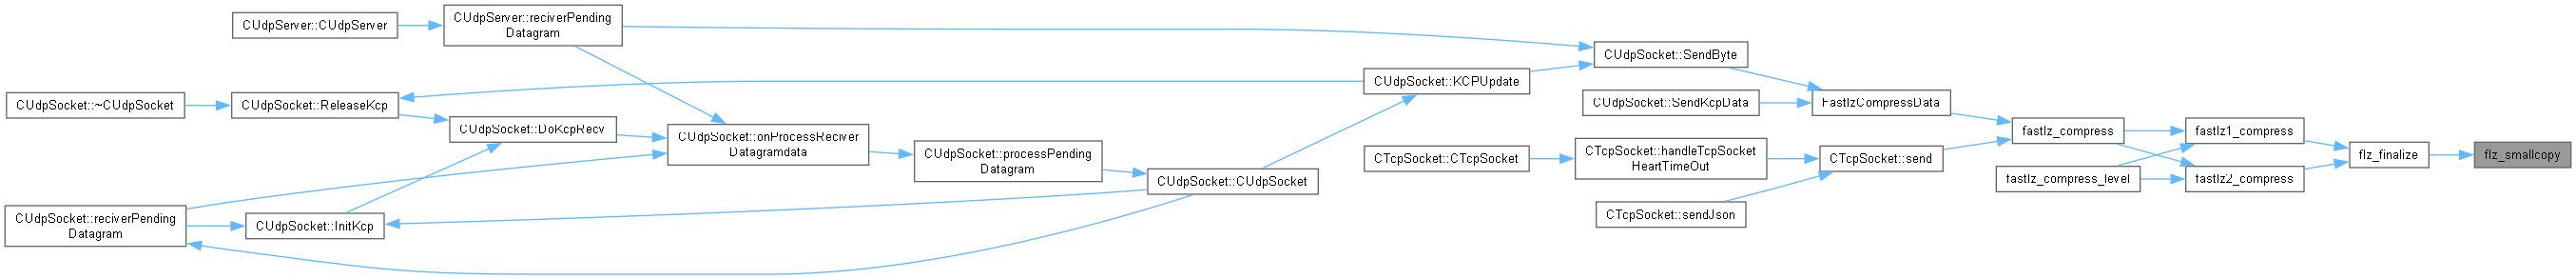 CUdpServer::CUdpServer
CUdpServer::reciverPending
Datagram
CUdpSocket::~CUdpSocket
CUdpSocket::ReleaseKcp
CUdpSocket::DoKcpRecv
CUdpSocket::reciverPending
Datagram
CUdpSocket::InitKcp
CUdpSocket::onProcessReciver
Datagramdata
CUdpSocket::processPending
Datagram
CUdpSocket::CUdpSocket
CUdpSocket::KCPUpdate
CTcpSocket::CTcpSocket
CUdpSocket::SendByte
CUdpSocket::SendKcpData
CTcpSocket::handleTcpSocket
HeartTimeOut
CTcpSocket::sendJson
FastlzCompressData
CTcpSocket::send
fastlz_compress
fastlz_compress_level
fastlz1_compress
fastlz2_compress
flz_finalize
flz_smallcopy